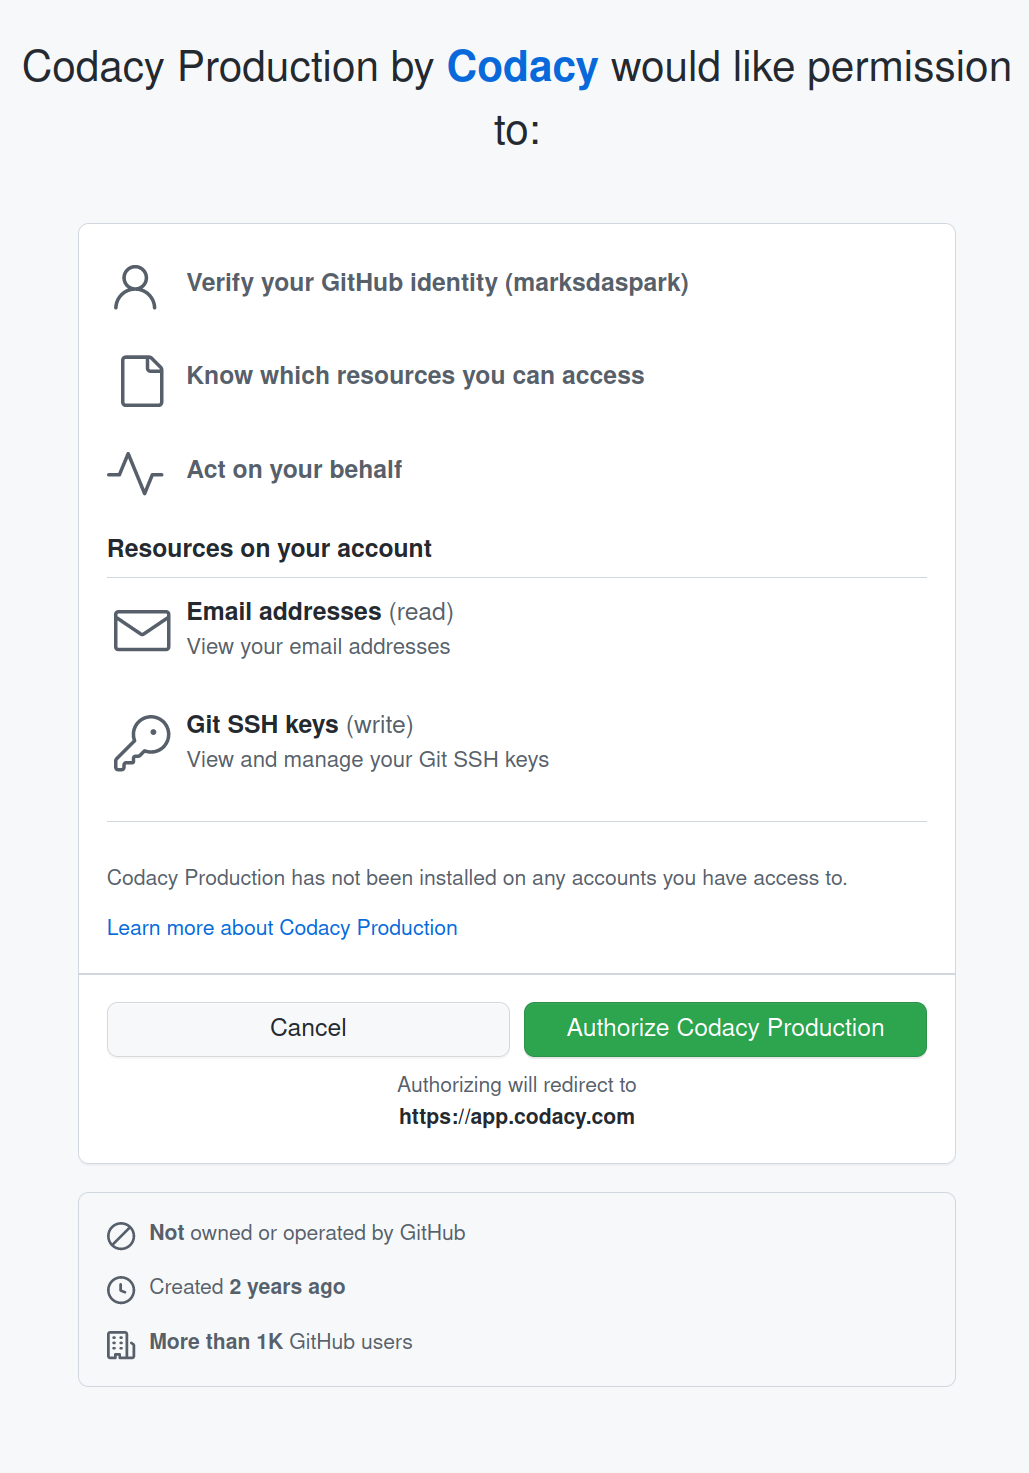 Codacy Production by Codacy would like permission
to:
Verify your GitHub identity (marksdaspark)
Know which resources you can access
Act on your behalf
Resources on your account
Email addresses (read)
View your email addresses
Git SSH keys (write)
View and manage your Git SSH keys
Codacy Production has not been installed on any accounts you have access to.
Learn more about Codacy Production
Cancel
Authorize Codacy Production
Authorizing will redirect to
https://app.codacy.com
Not owned or operated by GitHub
Created 2 years ago
More than 1K GitHub users